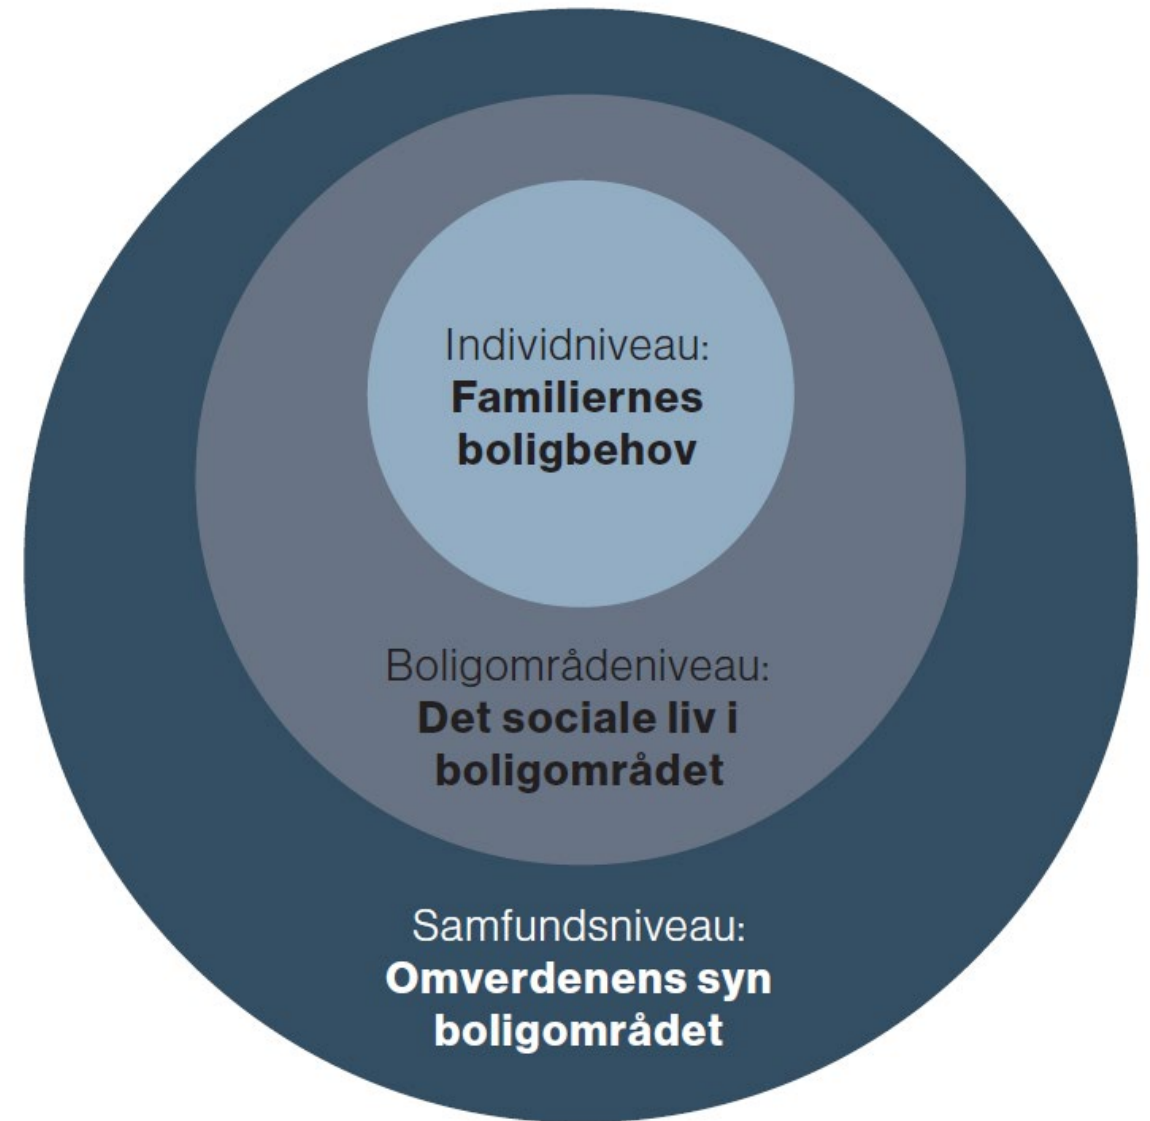 Individniveau:
Familiernes
boligbehov
Boligområdeniveau:
Det sociale liv i
boligområdet
Samfundsniveau:
Omverdenens syn
boligområdet